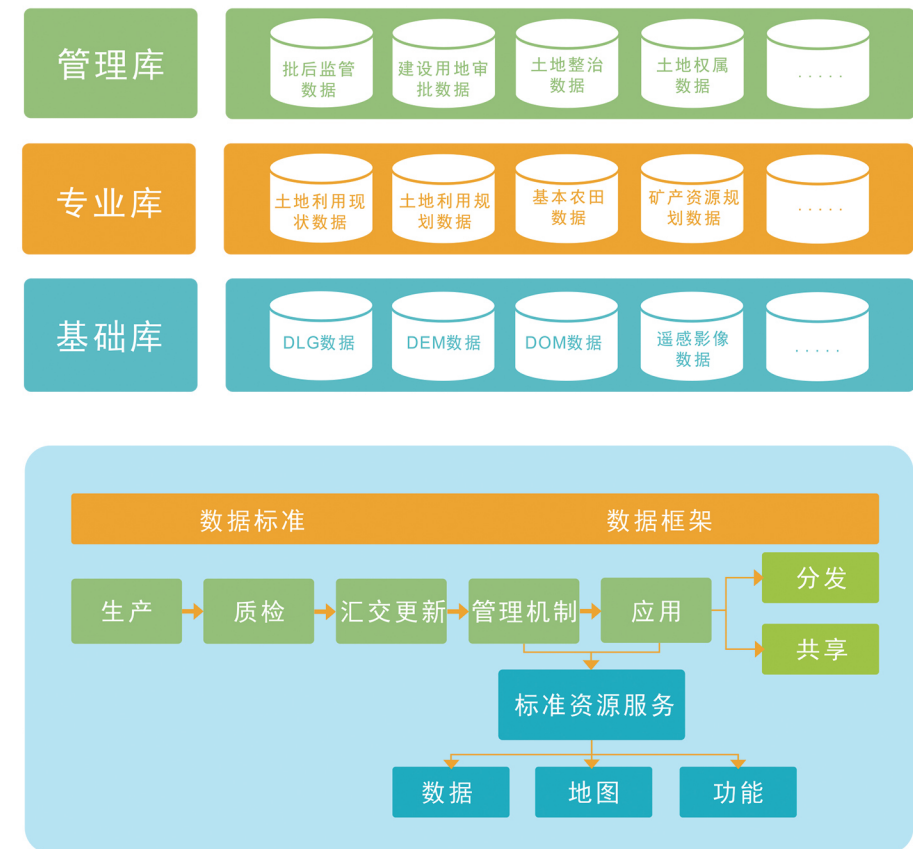 管理库
批后监管
数据
建设用地审
批数据
土地整治
数据
土地权属
数据
.....
专业库
土地利用现
状数据
土地利用规
划数据
基本农田
数据
矿产资源规
划数据
.....
基础库
DLG数据
DEM数据
DOM数据
遥感影像
数据
.....
数据标准
数据框架
生产
质检
汇交更新
管理机制
应用
分发
共享
标准资源服务
数据
地图
功能